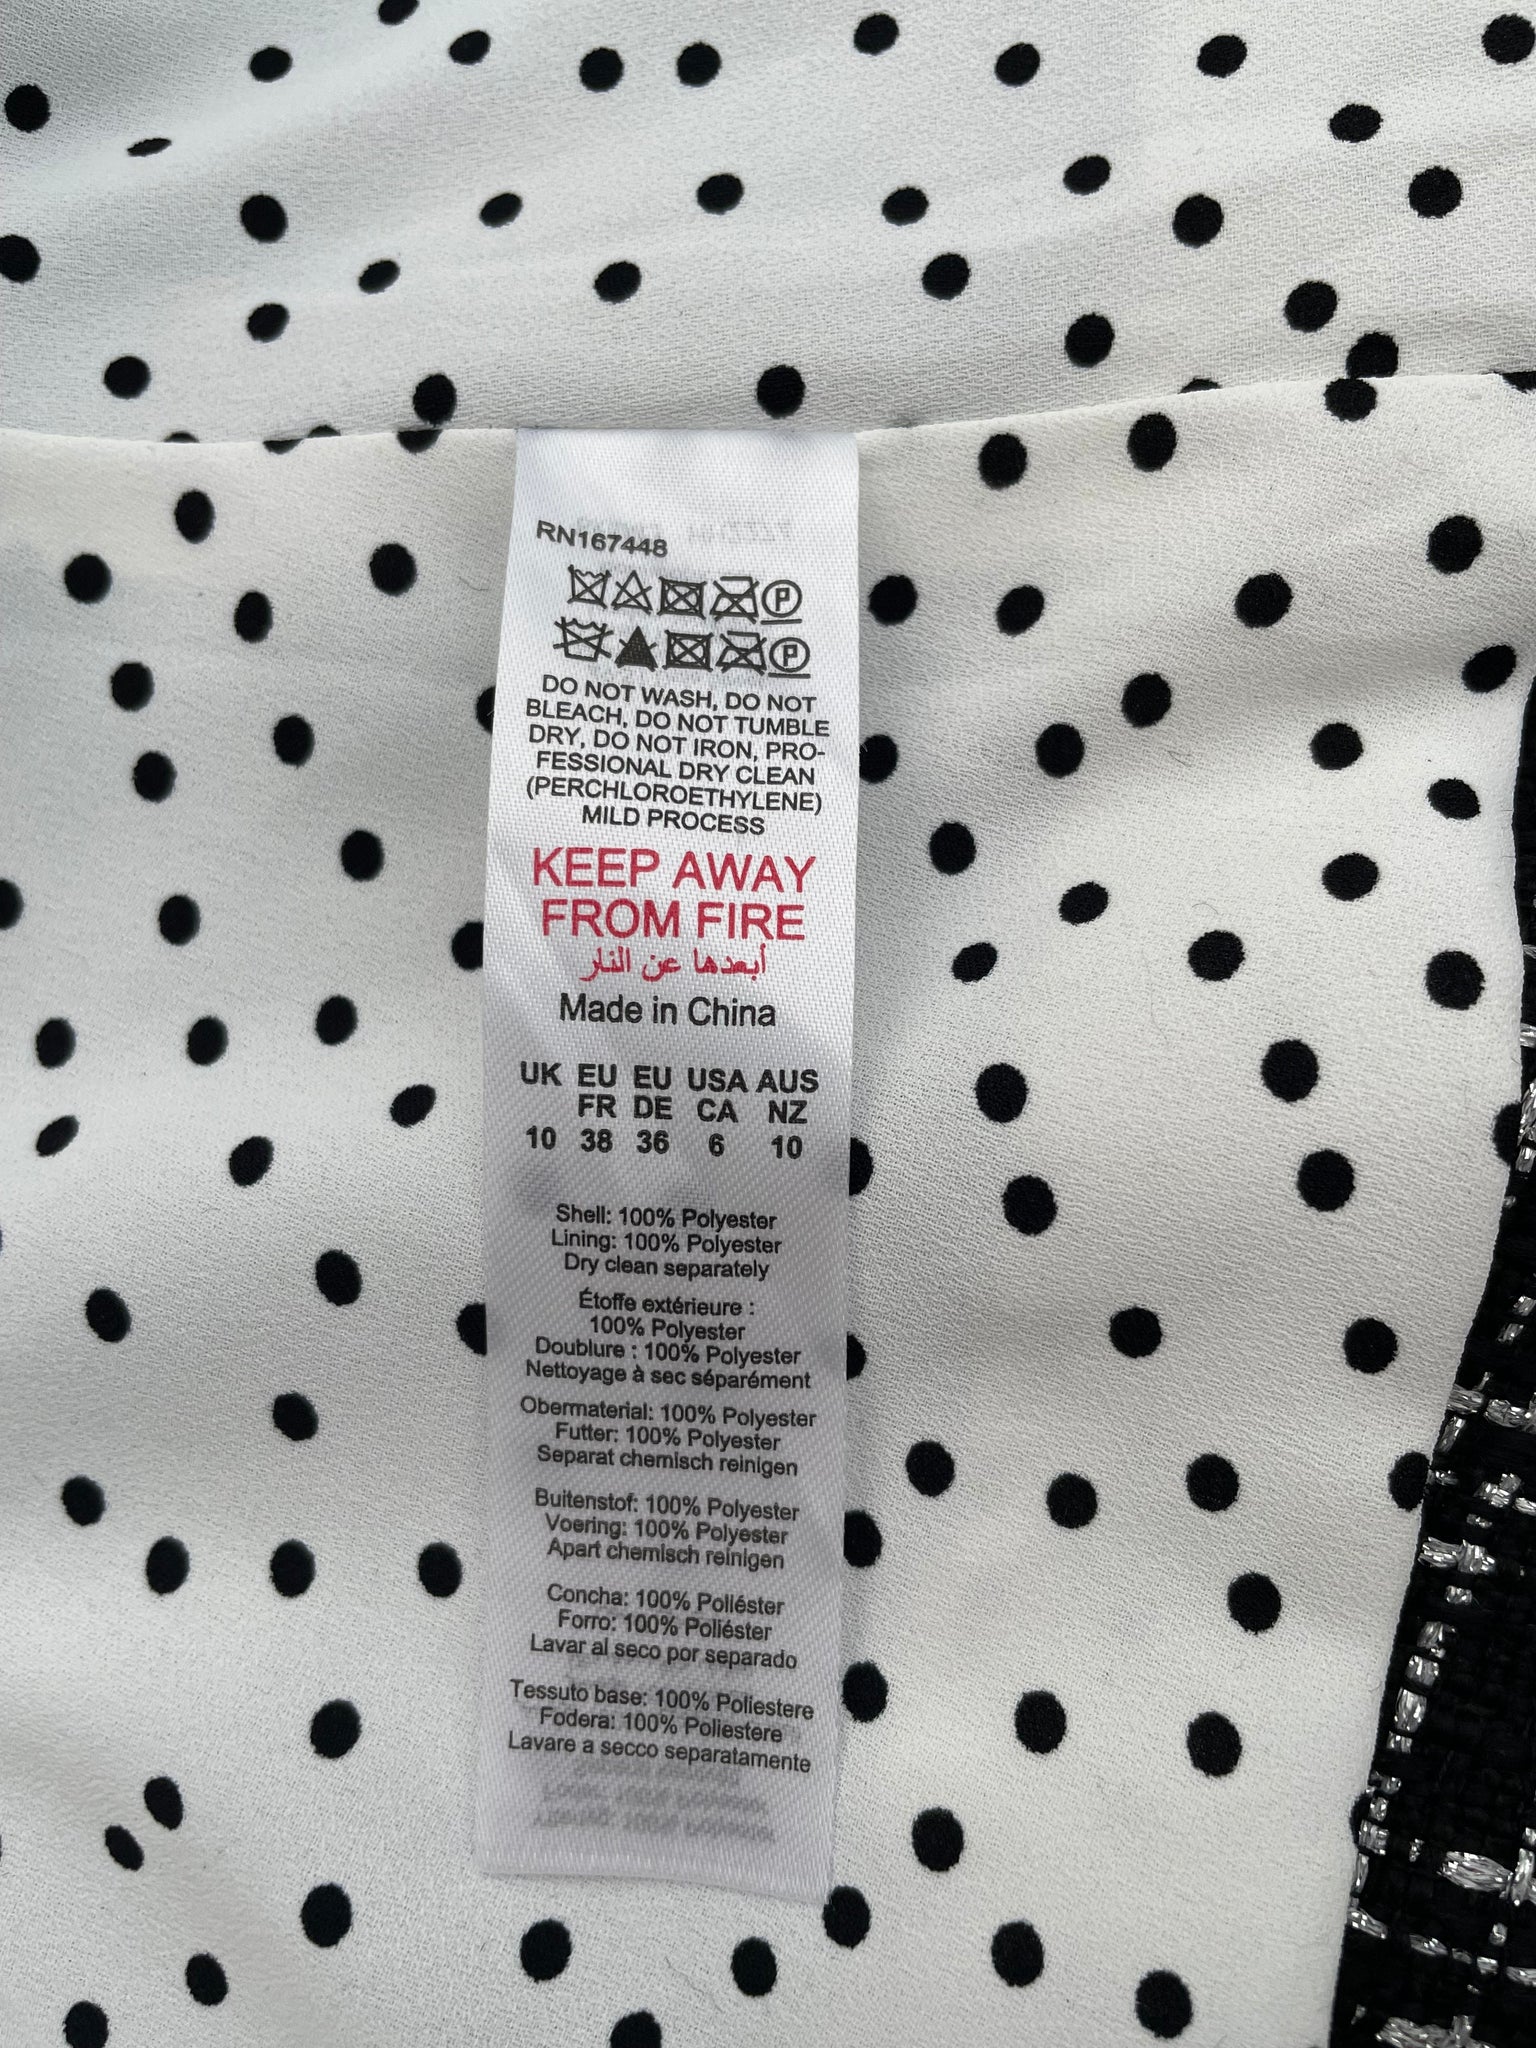 RN167448
P
P
DO NOT WASH, DO NOT
BLEACH, DO NOT TUMBLE
DRY, DO NOT IRON, PRO-
FESSIONAL DRY CLEAN
(PERCHLOROETHYLENE)
MILD PROCESS
KEEP AWAY
FROM FIRE
أبعدها عن النار
Made in China
UK EU EU USA AUS
FR DE CA NZ
10 38 36 6 10
Shell: 100% Polyester
Lining: 100% Polyester
Dry clean separately
Étoffe extérieure :
100% Polyester
Doublure : 100% Polyester
Nettoyage à sec séparément
Obermaterial: 100% Polyester
Futter: 100% Polyester
Separat chemisch reinigen
Buitenstof: 100% Polyester
Voering: 100% Polyester
Apart chemisch reinigen
Concha: 100% Poliéster
Forro: 100% Poliéster
Lavar al seco por separado
Tessuto base: 100% Poliestere
Fodera: 100% Poliestere
Lavare a secco separatamente